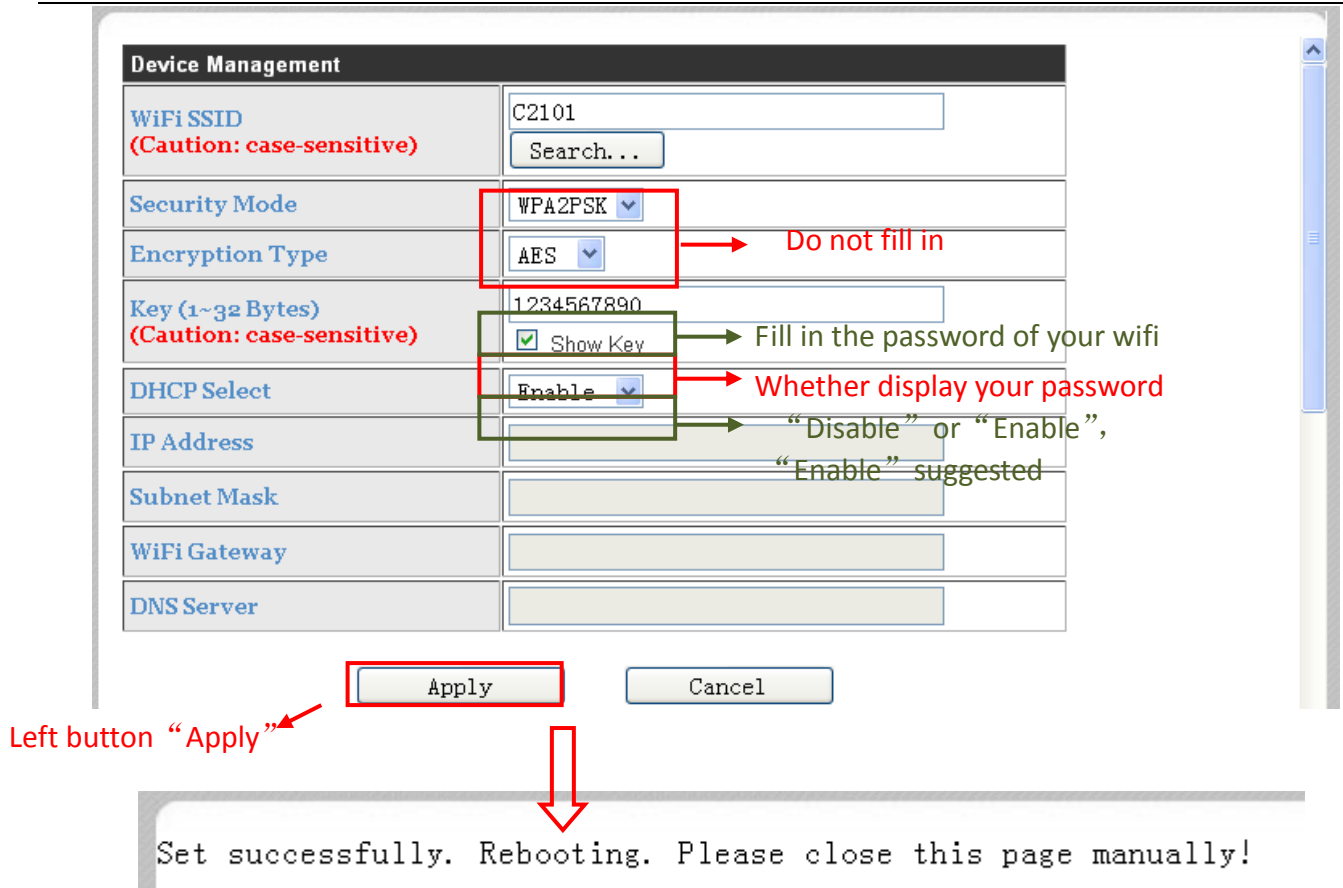 Device Management
WiFi SSID
(Caution: case-sensitive)
C2101
Search...
Security Mode
WPA2PSK
Encryption Type
AES
Do not fill in
Key (1~32 Bytes)
(Caution: case-sensitive)
1234567890
Show Key
Fill in the password of your wifi
DHCP Select
Enable
Whether display your password
“Disable” or “Enable”,
“Enable” suggested
IP Address
Subnet Mask
WiFi Gateway
DNS Server
Apply
Cancel
Left button “Apply”
Set successfully. Rebooting. Please close this page manually!